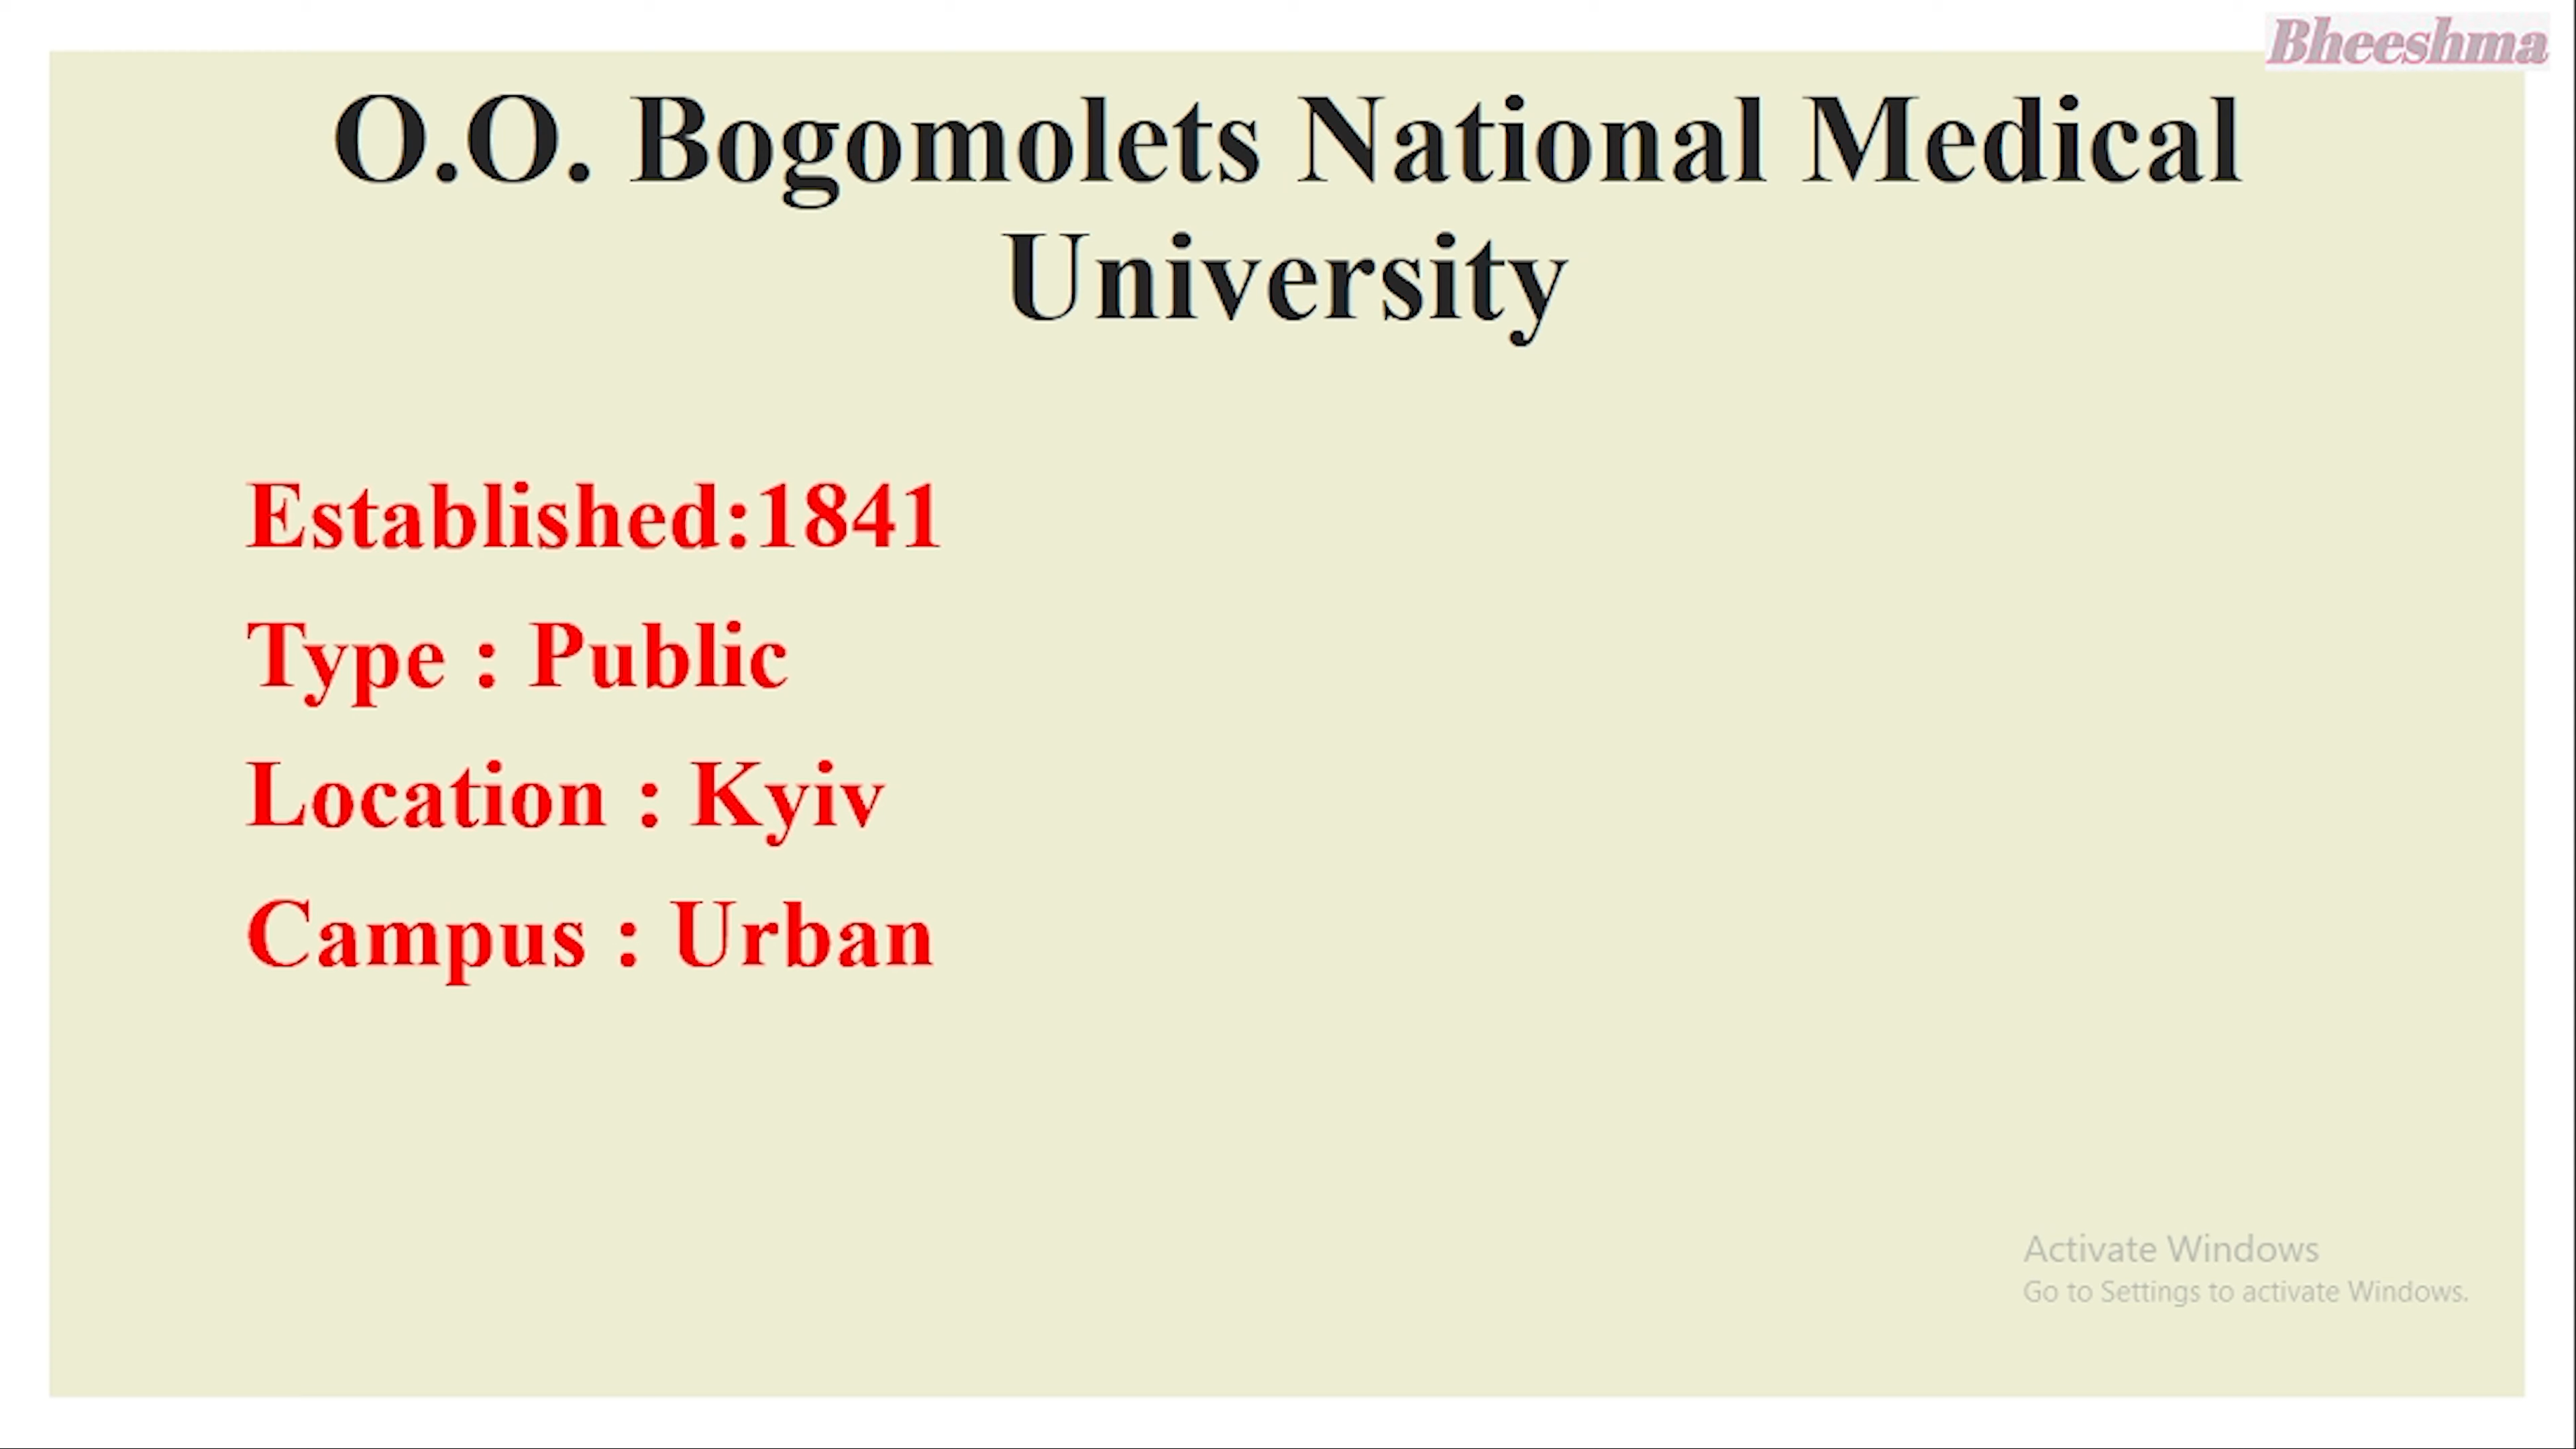 Bheeshma
O.O. Bogomolets National Medical
University
Established:1841
Type : Public
Location : Kyiv
Campus : Urban
Activate Windows
Go to Settings to activate Windows.